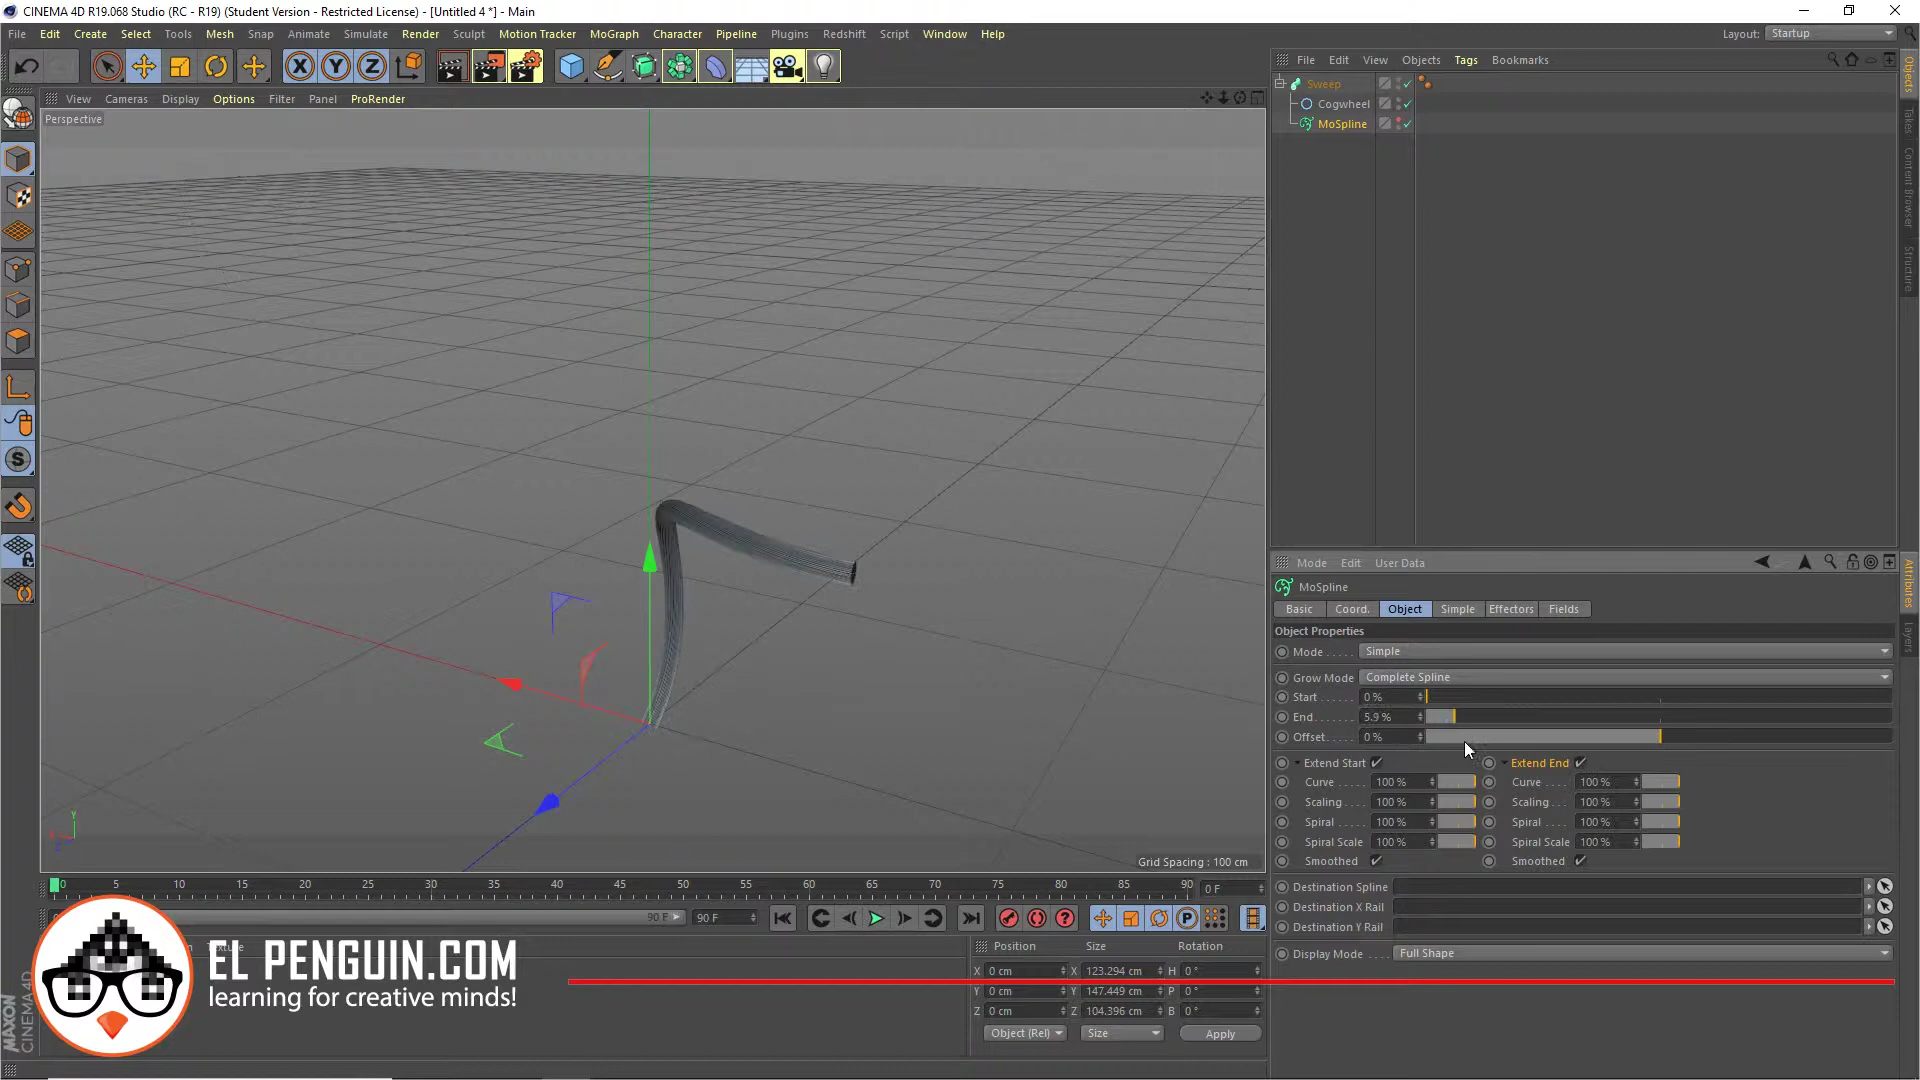 CINEMA 4D R19.068 Studio (RC - R19) (Student Version - Restricted License) - [Untitled 4 *] - Main
File Edit Create Select Tools Mesh Snap Animate Simulate Render Sculpt Motion Tracker MoGraph Character Pipeline Plugins Redshift Script Window Help
Layout: Startup
View Cameras Display Options Filter Panel ProRender
File Edit View Objects Tags Bookmarks
Perspective
Sweep
Cogwheel
MoSpline
Objects
Takes
Content Browser
Structure
Mode Edit User Data
MoSpline
Basic Coord. Object Simple Effectors Fields
Object Properties
Mode Simple
Grow Mode Complete Spline
Start 0 %
End 5.9 %
Offset 0 %
Extend Start Extend End
Curve 100 % Curve 100 %
Scaling 100 % Scaling 100 %
Spiral 100 % Spiral 100 %
Spiral Scale 100 % Spiral Scale 100 %
Smoothed Smoothed
Destination Spline
Destination X Rail
Destination Y Rail
Display Mode Full Shape
Attributes
Layers
Grid Spacing : 100 cm
0 5 10 15 20 25 30 35 40 45 50 55 60 65 70 75 80 85 90 0 F
90 F 90 F
Texture
Position Size Rotation
X 0 cm X 123.294 cm H 0 °
Y 0 cm Y 147.449 cm P 0 °
Z 0 cm Z 104.396 cm B 0 °
Object (Rel) Size Apply
EL PENGUIN.COM
learning for creative minds!
MAXON
CINEMA 4D